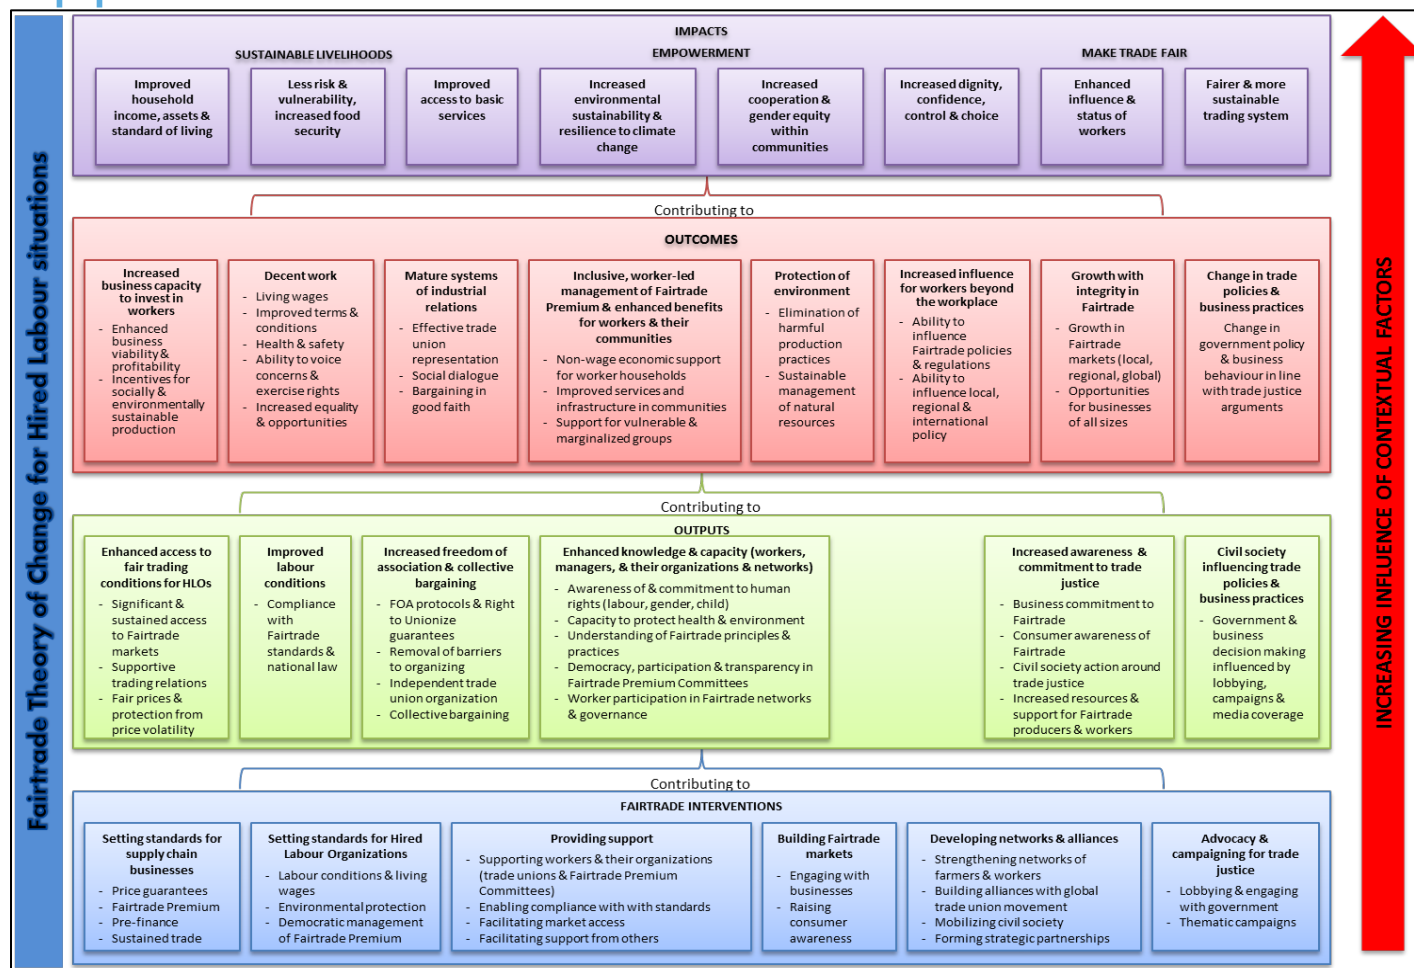 Fairtrade Theory of Change for Hired Labour situations
IMPACTS
SUSTAINABLE LIVELIHOODS
EMPOWERMENT
MAKE TRADE FAIR
Improved
household
income, assets &
standard of living
Less risk &
vulnerability,
increased food
security
Improved
access to basic
services
Increased
environmental
sustainability &
resilience to climate
change
Increased
cooperation &
gender equity
within
communities
Increased dignity,
confidence,
control & choice
Enhanced
influence &
status of
workers
Fairer & more
sustainable
trading system
Contributing to
OUTCOMES
Increased
business capacity
to invest in
workers
- Enhanced
business
viability &
profitability
- Incentives for
socially &
environmentally
sustainable
production
Decent work
- Living wages
- Improved terms &
conditions
- Health & safety
- Ability to voice
concerns &
exercise rights
- Increased equality
& opportunities
Mature systems
of industrial
relations
- Effective trade
union
representation
- Social dialogue
- Bargaining in
good faith
Inclusive, worker-led
management of Fairtrade
Premium & enhanced benefits
for workers & their
communities
- Non-wage economic support
for worker households
- Improved services and
infrastructure in communities
- Support for vulnerable &
marginalized groups
Protection of
environment
- Elimination of
harmful
production
practices
- Sustainable
management
of natural
resources
Increased influence
for workers beyond
the workplace
- Ability to
influence
Fairtrade policies
& regulations
- Ability to
influence local,
regional &
international
policy
Growth with
integrity in
Fairtrade
- Growth in
Fairtrade
markets (local,
regional, global)
- Opportunities
for businesses
of all sizes
Change in trade
policies &
business practices
Change in
government policy
& business
behaviour in line
with trade justice
arguments
Contributing to
OUTPUTS
Enhanced access to
fair trading
conditions for HLOs
- Significant &
sustained access
to Fairtrade
markets
- Supportive
trading relations
- Fair prices &
protection from
price volatility
Improved
labour
conditions
- Compliance
with
Fairtrade
standards &
national law
Increased freedom of
association & collective
bargaining
- FOA protocols & Right
to Unionize
guarantees
- Removal of barriers
to organizing
- Independent trade
union organization
- Collective bargaining
Enhanced knowledge & capacity (workers,
managers, & their organizations & networks)
- Awareness of & commitment to human
rights (labour, gender, child)
- Capacity to protect health & environment
- Understanding of Fairtrade principles &
practices
- Democracy, participation & transparency in
Fairtrade Premium Committees
- Worker participation in Fairtrade networks
& governance
Increased awareness &
commitment to trade
justice
- Business commitment to
Fairtrade
- Consumer awareness of
Fairtrade
- Civil society action around
trade justice
- Increased resources &
support for Fairtrade
producers & workers
Civil society
influencing trade
policies &
business practices
- Government &
business
decision making
influenced by
lobbying,
campaigns &
media coverage
Contributing to
FAIRTRADE INTERVENTIONS
Setting standards for
supply chain
businesses
- Price guarantees
- Fairtrade Premium
- Pre-finance
- Sustained trade
Setting standards for Hired
Labour Organizations
- Labour conditions & living
wages
- Environmental protection
- Democratic management
of Fairtrade Premium
Providing support
- Supporting workers & their organizations
(trade unions & Fairtrade Premium
Committees)
- Enabling compliance with with standards
- Facilitating market access
- Facilitating support from others
Building Fairtrade
markets
- Engaging with
businesses
- Raising
consumer
awareness
Developing networks & alliances
- Strengthening networks of
farmers & workers
- Building alliances with global
trade union movement
- Mobilizing civil society
- Forming strategic partnerships
Advocacy &
campaigning for trade
justice
- Lobbying & engaging
with government
- Thematic campaigns
INCREASING INFLUENCE OF CONTEXTUAL FACTORS